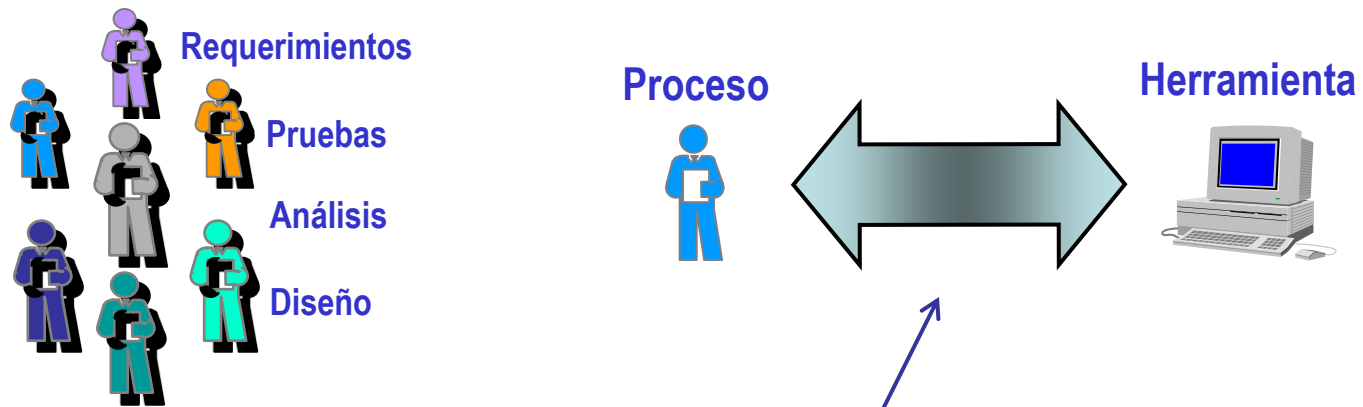 Requerimientos
Pruebas
Análisis
Diseño
Proceso
Herramienta